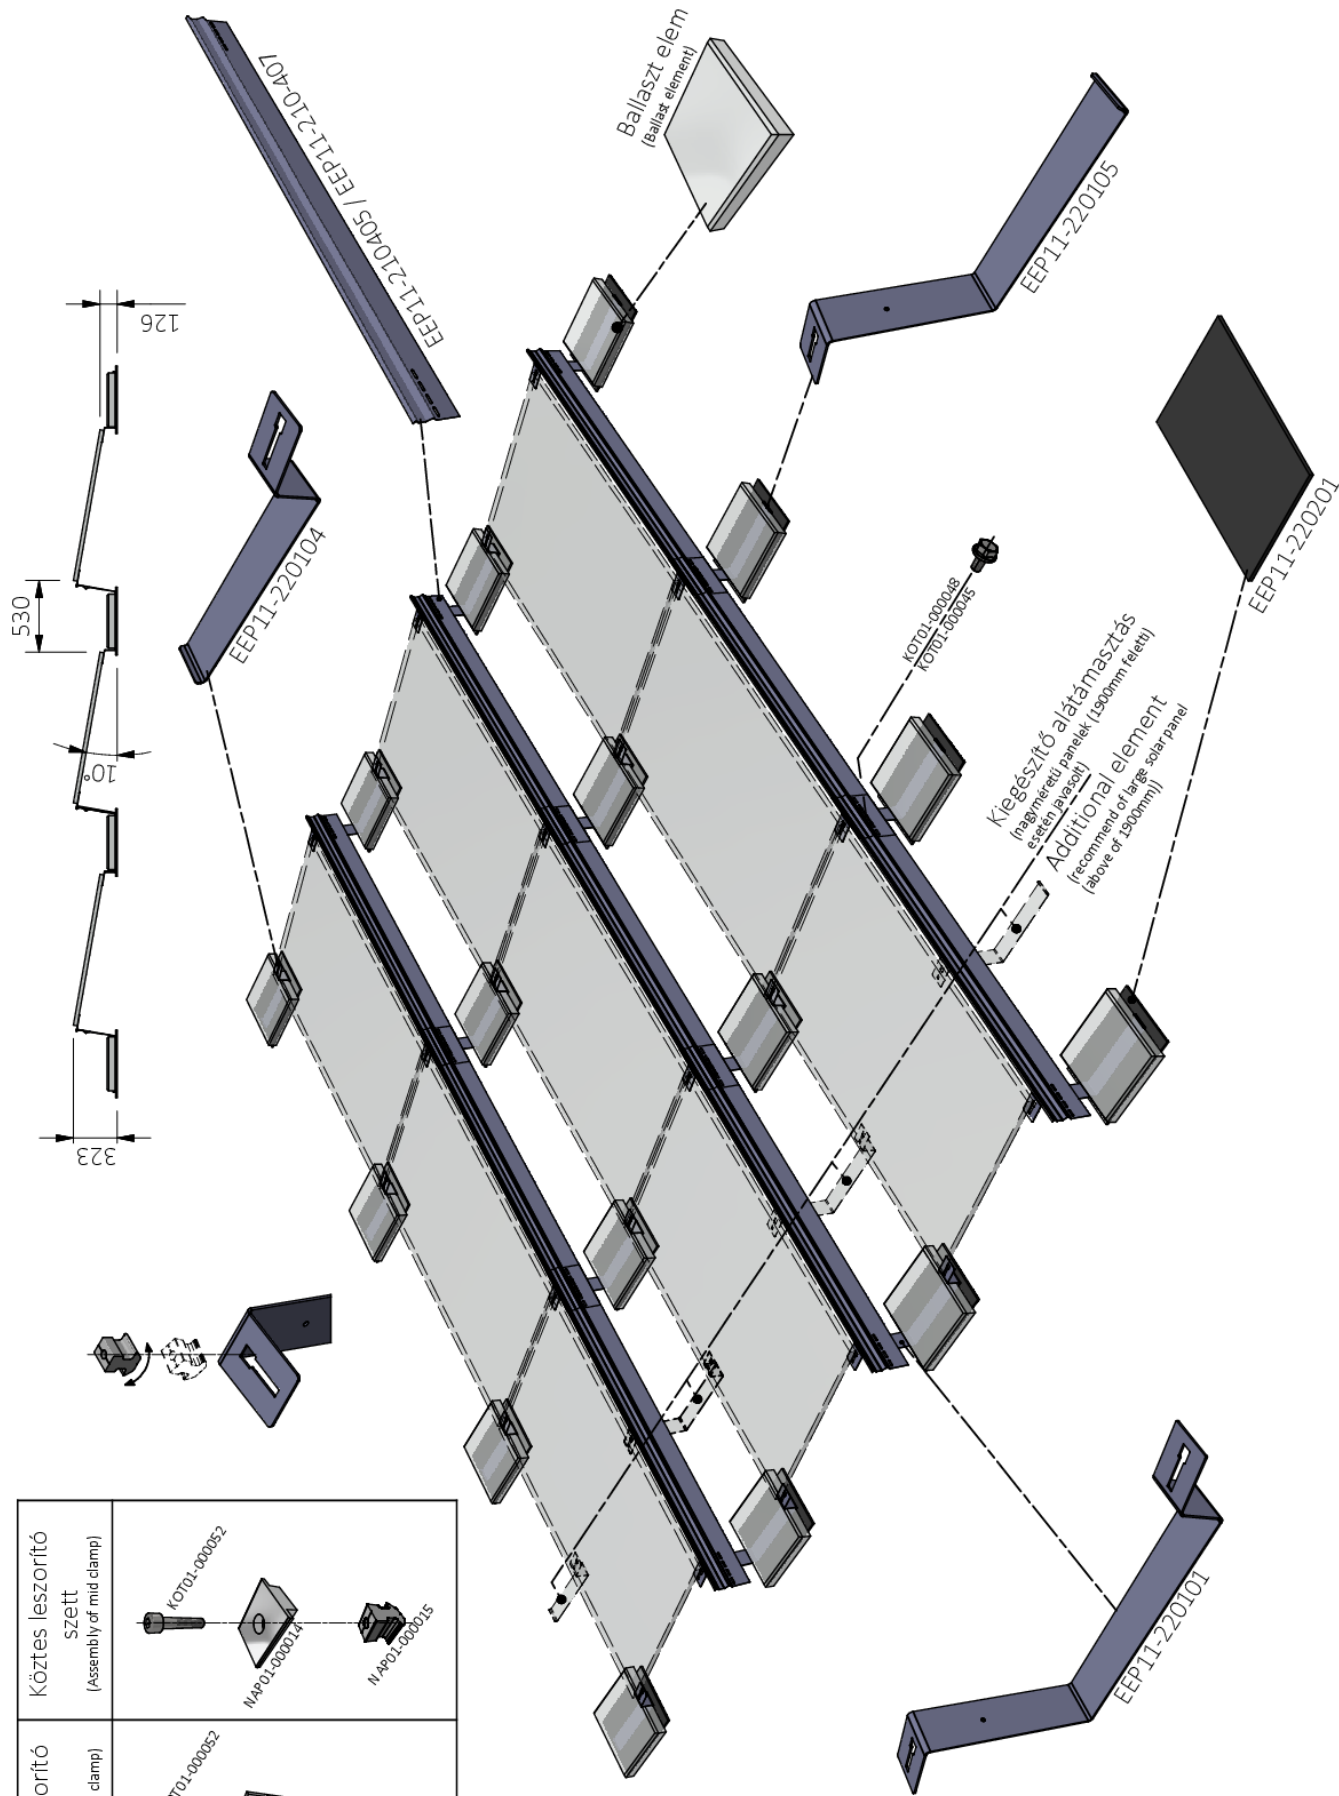 126
530
10°
323
EEP11-210405 / EEP11-210-407
Ballaszt elem
(Ballast element)
EEP11-220104
EEP11-220105
EEP11-220201
KOT01-000048
KOT01-000045
Kiegészítő alátámasztás
(nagyméretű panelek (1900mm feletti)
esetén javasolt)
Additional element
(recommend of large solar panel
(above of 1900mm))
EEP11-220101
Köztes leszorító
szett
(Assembly of mid clamp)
KOT01-000052
NAP01-000014
NAP01-000015
orító
clamp)
T01-000052